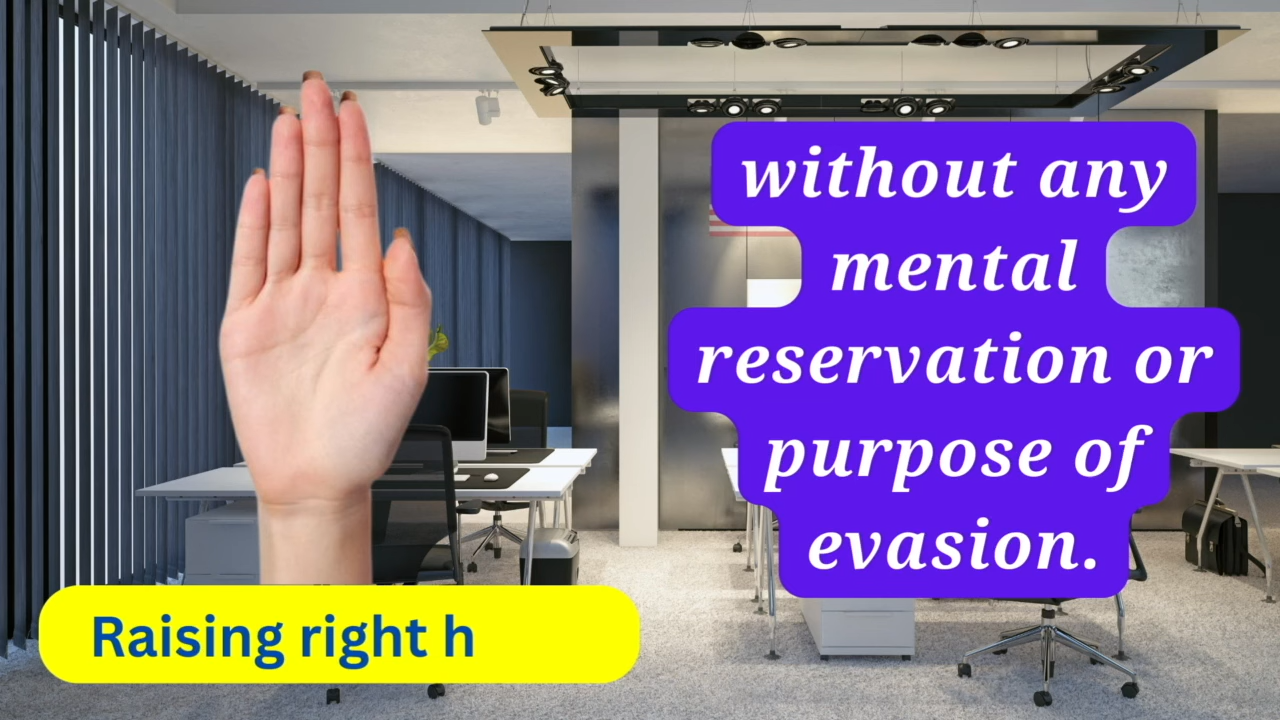 without any
mental
reservation or
purpose of
evasion.
Raising right h